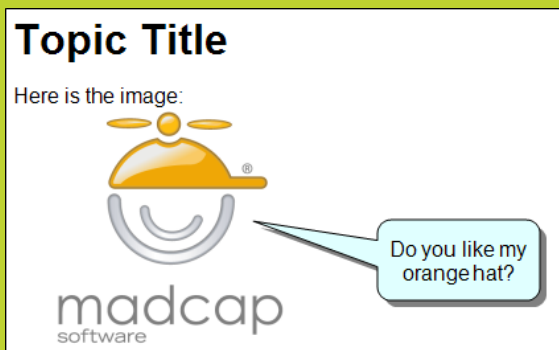 Topic Title
Here is the image:
®
Do you like my
orange hat?
madcap
software